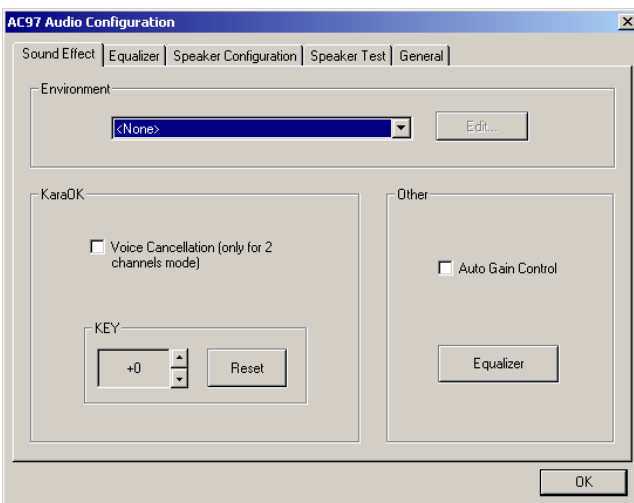 AC97 Audio Configuration
Sound Effect Equalizer Speaker Configuration Speaker Test General
Environment
<None> Edit...
KaraOK
Voice Cancellation (only for 2
channels mode)
KEY
+0 Reset
Other
Auto Gain Control
Equalizer
OK